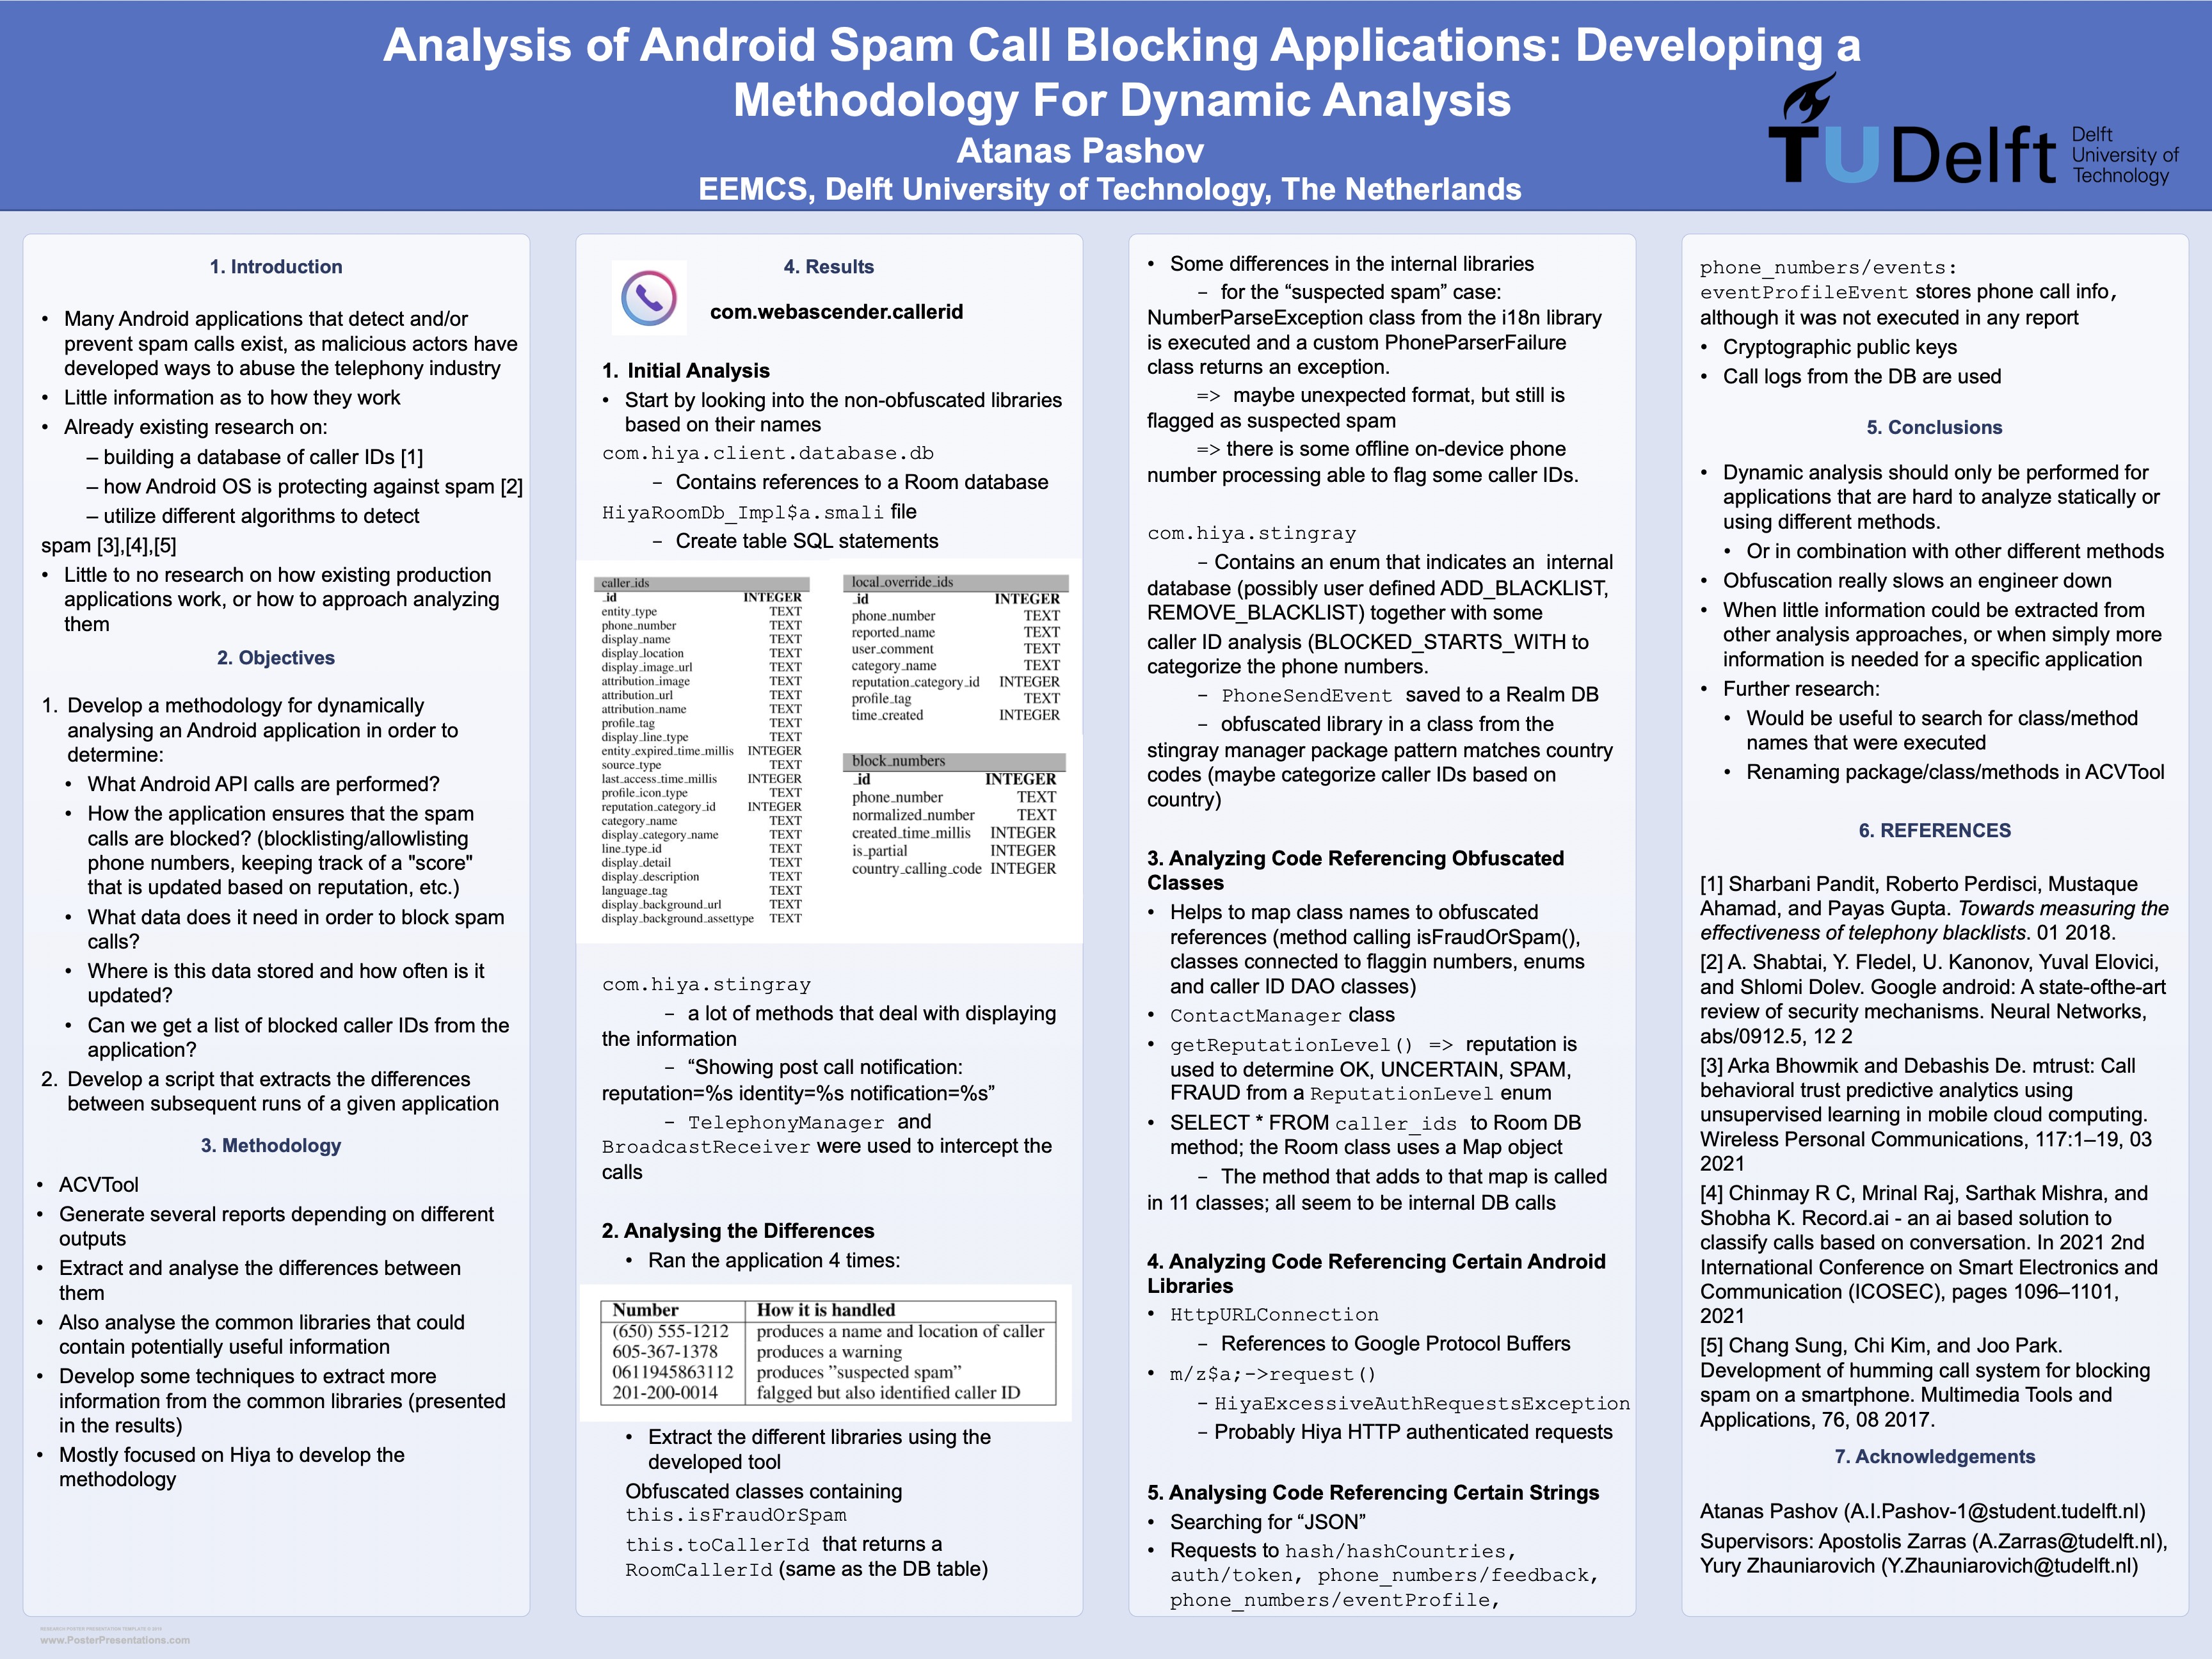 Analysis of Android Spam Call Blocking Applications: Developing a
Methodology For Dynamic Analysis
Atanas Pashov
EEMCS, Delft University of Technology, The Netherlands
TUDelft
Delft
University of
Technology
1. Introduction
• Many Android applications that detect and/or
prevent spam calls exist, as malicious actors have
developed ways to abuse the telephony industry
• Little information as to how they work
• Already existing research on:
– building a database of caller IDs [1]
– how Android OS is protecting against spam [2]
– utilize different algorithms to detect
spam [3],[4],[5]
• Little to no research on how existing production
applications work, or how to approach analyzing
them
2. Objectives
1. Develop a methodology for dynamically
analysing an Android application in order to
determine:
• What Android API calls are performed?
• How the application ensures that the spam
calls are blocked? (blocklisting/allowlisting
phone numbers, keeping track of a "score"
that is updated based on reputation, etc.)
• What data does it need in order to block spam
calls?
• Where is this data stored and how often is it
updated?
• Can we get a list of blocked caller IDs from the
application?
2. Develop a script that extracts the differences
between subsequent runs of a given application
3. Methodology
• ACVTool
• Generate several reports depending on different
outputs
• Extract and analyse the differences between
them
• Also analyse the common libraries that could
contain potentially useful information
• Develop some techniques to extract more
information from the common libraries (presented
in the results)
• Mostly focused on Hiya to develop the
methodology
4. Results
com.webascender.callerid
1. Initial Analysis
• Start by looking into the non-obfuscated libraries
based on their names
com.hiya.client.database.db
– Contains references to a Room database
HiyaRoomDb_Impl$a.smali file
– Create table SQL statements
caller_ids
_id INTEGER
entity_type TEXT
phone_number TEXT
display_name TEXT
display_location TEXT
display_image_url TEXT
attribution_image TEXT
attribution_url TEXT
attribution_name TEXT
profile_tag TEXT
display_line_type TEXT
entity_expired_time_millis INTEGER
source_type TEXT
last_access_time_millis INTEGER
profile_icon_type TEXT
reputation_category_id INTEGER
category_name TEXT
display_category_name TEXT
line_type_id TEXT
display_detail TEXT
display_description TEXT
language_tag TEXT
display_background_url TEXT
display_background_assettype TEXT
local_override_ids
_id INTEGER
phone_number TEXT
reported_name TEXT
user_comment TEXT
category_name TEXT
reputation_category_id INTEGER
profile_tag TEXT
time_created INTEGER
block_numbers
_id INTEGER
phone_number TEXT
normalized_number TEXT
created_time_millis INTEGER
is_partial INTEGER
country_calling_code INTEGER
com.hiya.stingray
– a lot of methods that deal with displaying
the information
– “Showing post call notification:
reputation=%s identity=%s notification=%s”
– TelephonyManager and
BroadcastReceiver were used to intercept the
calls
2. Analysing the Differences
• Ran the application 4 times:
Number How it is handled
(650) 555-1212 produces a name and location of caller
605-367-1378 produces a warning
0611945863112 produces ”suspected spam”
201-200-0014 falgged but also identified caller ID
• Extract the different libraries using the
developed tool
Obfuscated classes containing
this.isFraudOrSpam
this.toCallerId that returns a
RoomCallerId (same as the DB table)
• Some differences in the internal libraries
– for the “suspected spam” case:
NumberParseException class from the i18n library
is executed and a custom PhoneParserFailure
class returns an exception.
=> maybe unexpected format, but still is
flagged as suspected spam
=> there is some offline on-device phone
number processing able to flag some caller IDs.
com.hiya.stingray
– Contains an enum that indicates an internal
database (possibly user defined ADD_BLACKLIST,
REMOVE_BLACKLIST) together with some
caller ID analysis (BLOCKED_STARTS_WITH to
categorize the phone numbers.
– PhoneSendEvent saved to a Realm DB
– obfuscated library in a class from the
stingray manager package pattern matches country
codes (maybe categorize caller IDs based on
country)
3. Analyzing Code Referencing Obfuscated
Classes
• Helps to map class names to obfuscated
references (method calling isFraudOrSpam(),
classes connected to flaggin numbers, enums
and caller ID DAO classes)
• ContactManager class
• getReputationLevel() => reputation is
used to determine OK, UNCERTAIN, SPAM,
FRAUD from a ReputationLevel enum
• SELECT * FROM caller_ids to Room DB
method; the Room class uses a Map object
– The method that adds to that map is called
in 11 classes; all seem to be internal DB calls
4. Analyzing Code Referencing Certain Android
Libraries
• HttpURLConnection
– References to Google Protocol Buffers
• m/z$a;->request()
– HiyaExcessiveAuthRequestsException
– Probably Hiya HTTP authenticated requests
5. Analysing Code Referencing Certain Strings
• Searching for “JSON”
• Requests to hash/hashCountries,
auth/token, phone_numbers/feedback,
phone_numbers/eventProfile,
phone_numbers/events:
eventProfileEvent stores phone call info,
although it was not executed in any report
• Cryptographic public keys
• Call logs from the DB are used
5. Conclusions
• Dynamic analysis should only be performed for
applications that are hard to analyze statically or
using different methods.
• Or in combination with other different methods
• Obfuscation really slows an engineer down
• When little information could be extracted from
other analysis approaches, or when simply more
information is needed for a specific application
• Further research:
• Would be useful to search for class/method
names that were executed
• Renaming package/class/methods in ACVTool
6. REFERENCES
[1] Sharbani Pandit, Roberto Perdisci, Mustaque
Ahamad, and Payas Gupta. Towards measuring the
effectiveness of telephony blacklists. 01 2018.
[2] A. Shabtai, Y. Fledel, U. Kanonov, Yuval Elovici,
and Shlomi Dolev. Google android: A state-ofthe-art
review of security mechanisms. Neural Networks,
abs/0912.5, 12 2
[3] Arka Bhowmik and Debashis De. mtrust: Call
behavioral trust predictive analytics using
unsupervised learning in mobile cloud computing.
Wireless Personal Communications, 117:1–19, 03
2021
[4] Chinmay R C, Mrinal Raj, Sarthak Mishra, and
Shobha K. Record.ai - an ai based solution to
classify calls based on conversation. In 2021 2nd
International Conference on Smart Electronics and
Communication (ICOSEC), pages 1096–1101,
2021
[5] Chang Sung, Chi Kim, and Joo Park.
Development of humming call system for blocking
spam on a smartphone. Multimedia Tools and
Applications, 76, 08 2017.
7. Acknowledgements
Atanas Pashov (A.I.Pashov-1@student.tudelft.nl)
Supervisors: Apostolis Zarras (A.Zarras@tudelft.nl),
Yury Zhauniarovich (Y.Zhauniarovich@tudelft.nl)
RESEARCH POSTER PRESENTATION TEMPLATE © 2019
www.PosterPresentations.com